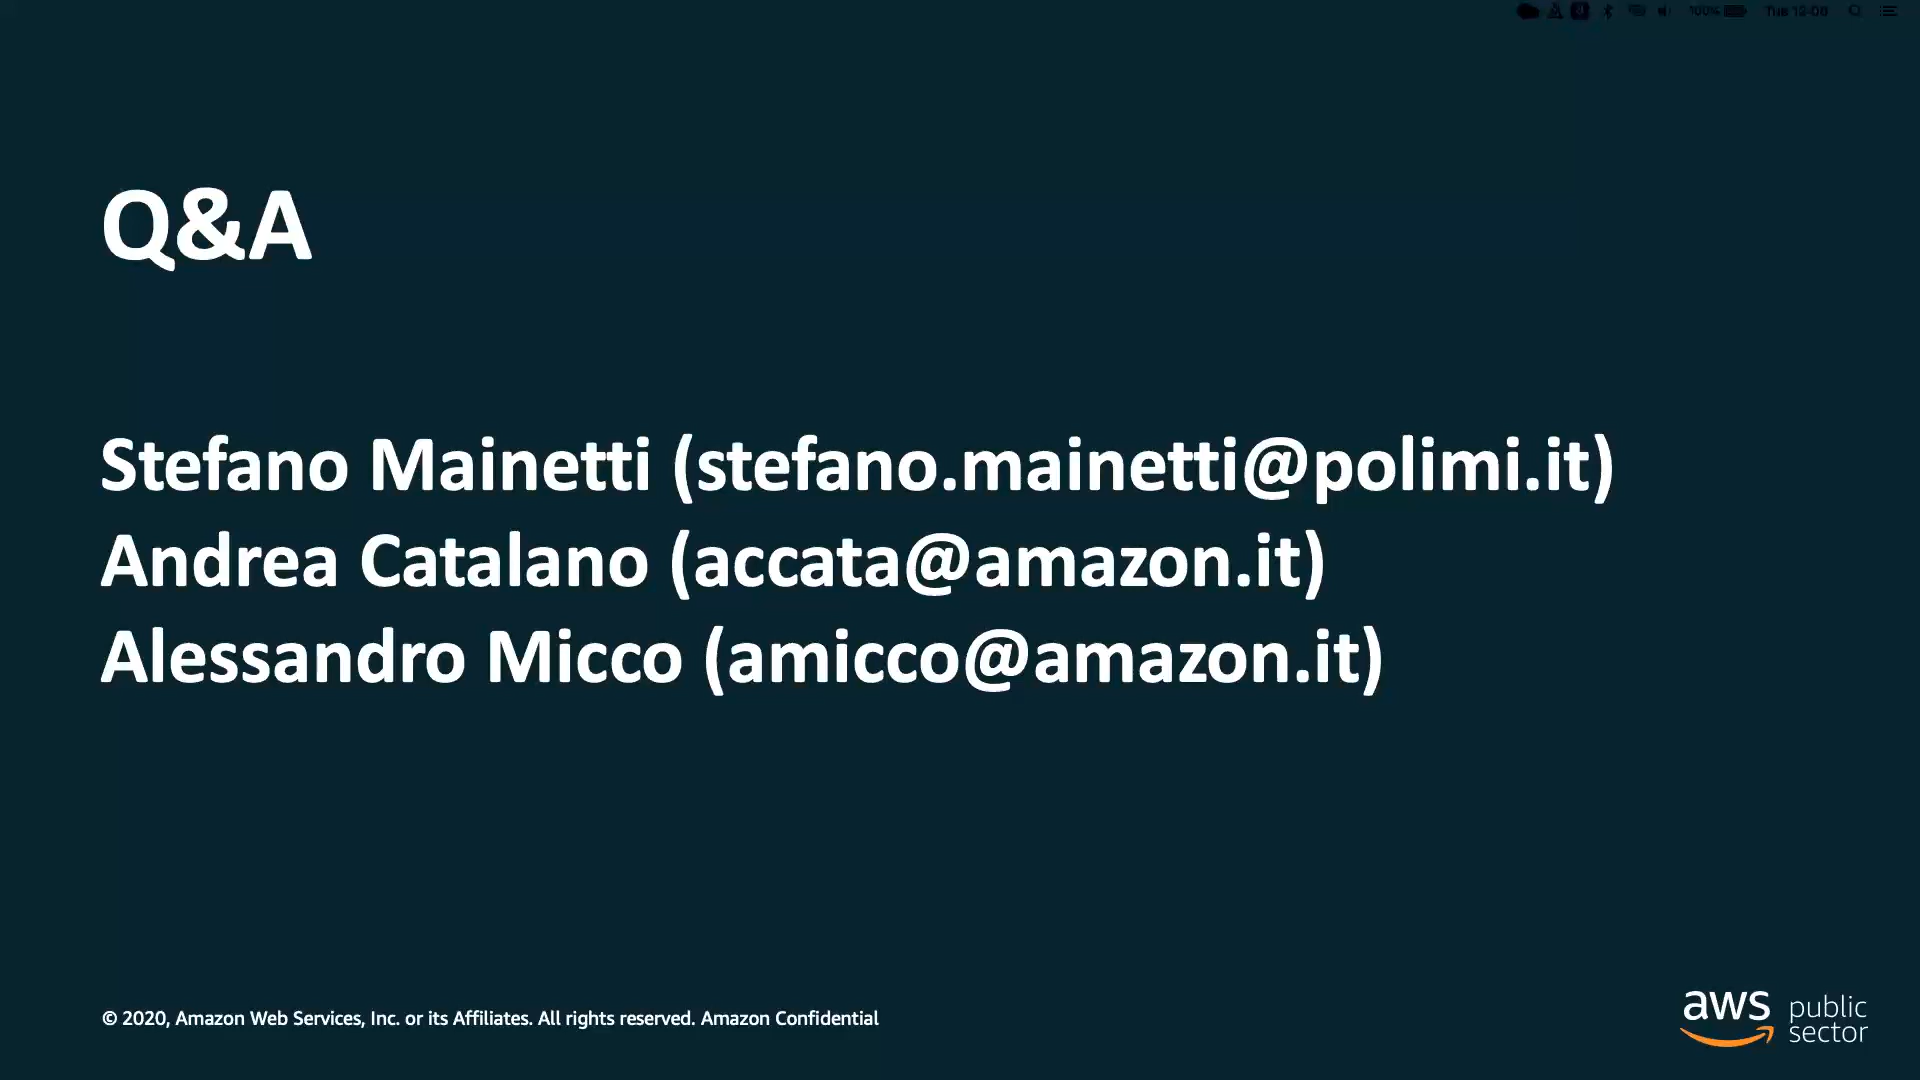 100%
Q&A
Stefano Mainetti (stefano.mainetti@polimi.it)
Andrea Catalano (accata@amazon.it)
Alessandro Micco (amicco@amazon.it)
© 2020, Amazon Web Services, Inc. or its Affiliates. All rights reserved. Amazon Confidential
aws public
sector